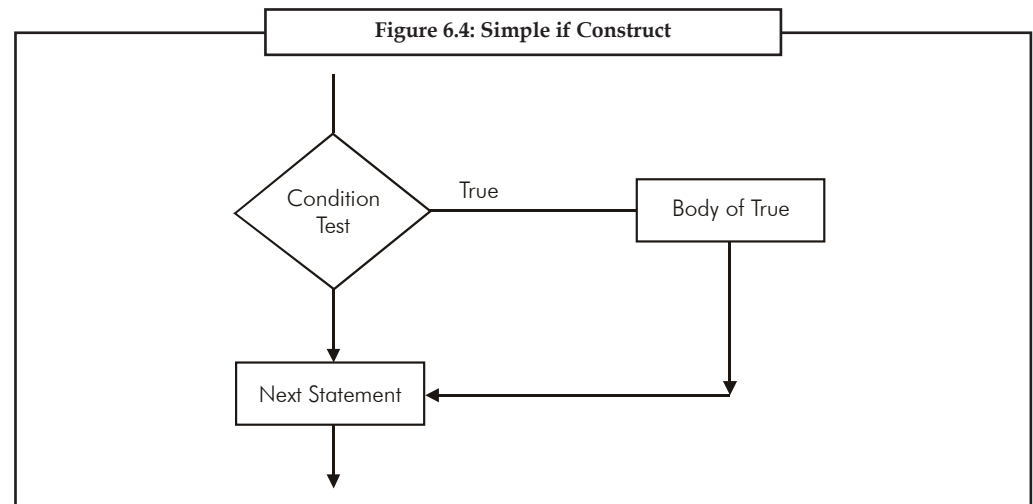 Figure 6.4: Simple if Construct
Condition
Test
True
Body of True
Next Statement